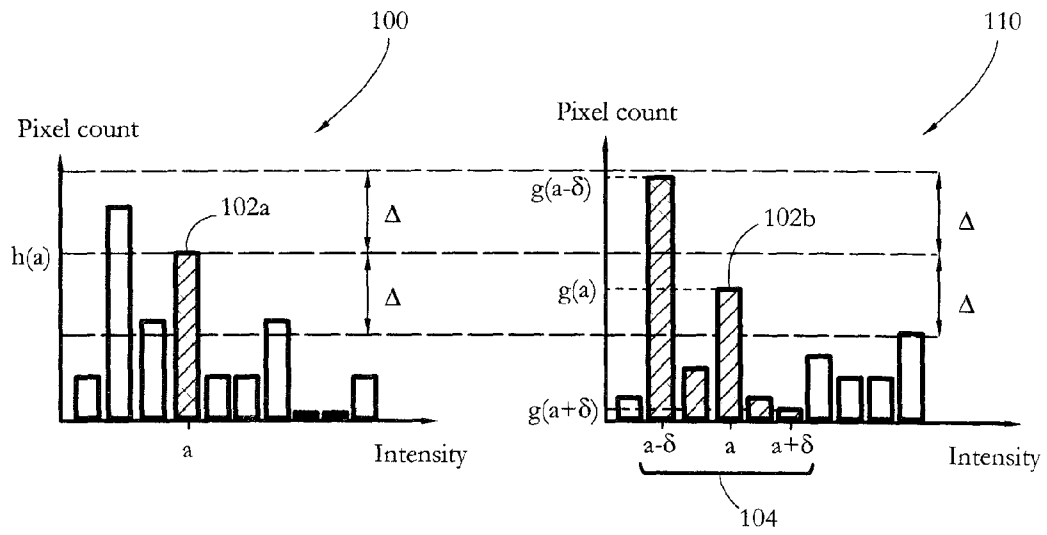 100
110
Pixel count
Pixel count
102a
h(a)
Δ
Δ
a
Intensity
g(a-δ)
102b
g(a)
g(a+δ)
Δ
Δ
a-δ
a
a+δ
Intensity
104